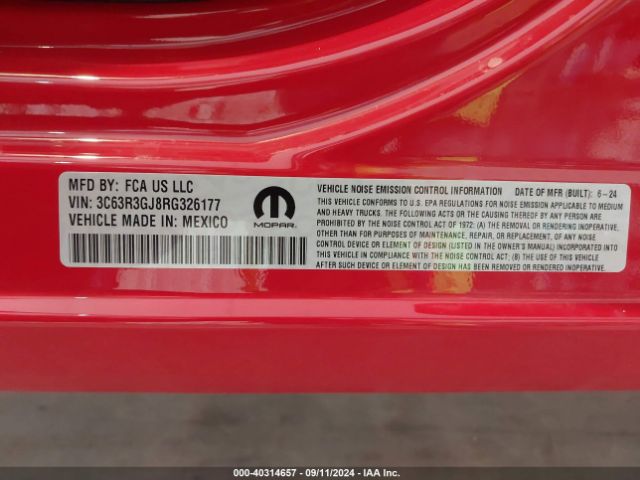 MFD BY: FCA US LLC
VIN: 3C63R3GJ8RG326177
VEHICLE MADE IN: MEXICO
MOPAR
VEHICLE NOISE EMISSION CONTROL INFORMATION DATE OF MFR (BUILT): 6-24
THIS VEHICLE CONFORMS TO U.S. EPA REGULATIONS FOR NOISE EMISSION APPLICABLE TO MEDIUM
AND HEAVY TRUCKS. THE FOLLOWING ACTS OR THE CAUSING THEREOF BY ANY PERSON ARE
PROHIBITED BY THE NOISE CONTROL ACT OF 1972: (A) THE REMOVING OR RENDERING INOPERATIVE,
OTHER THAN FOR PURPOSES OF MAINTENANCE, REPAIR, OR REPLACEMENT, OF ANY NOISE
CONTROL DEVICE OR ELEMENT OF DESIGN (LISTED IN THE OWNER'S MANUAL) INCORPORATED INTO
THIS VEHICLE IN COMPLIANCE WITH THE NOISE CONTROL ACT; (B) THE USE OF THIS VEHICLE
AFTER SUCH DEVICE OR ELEMENT OF DESIGN HAS BEEN REMOVED OR RENDERED INOPERATIVE.
000-40314657 - 09/11/2024 - IAAI.COM